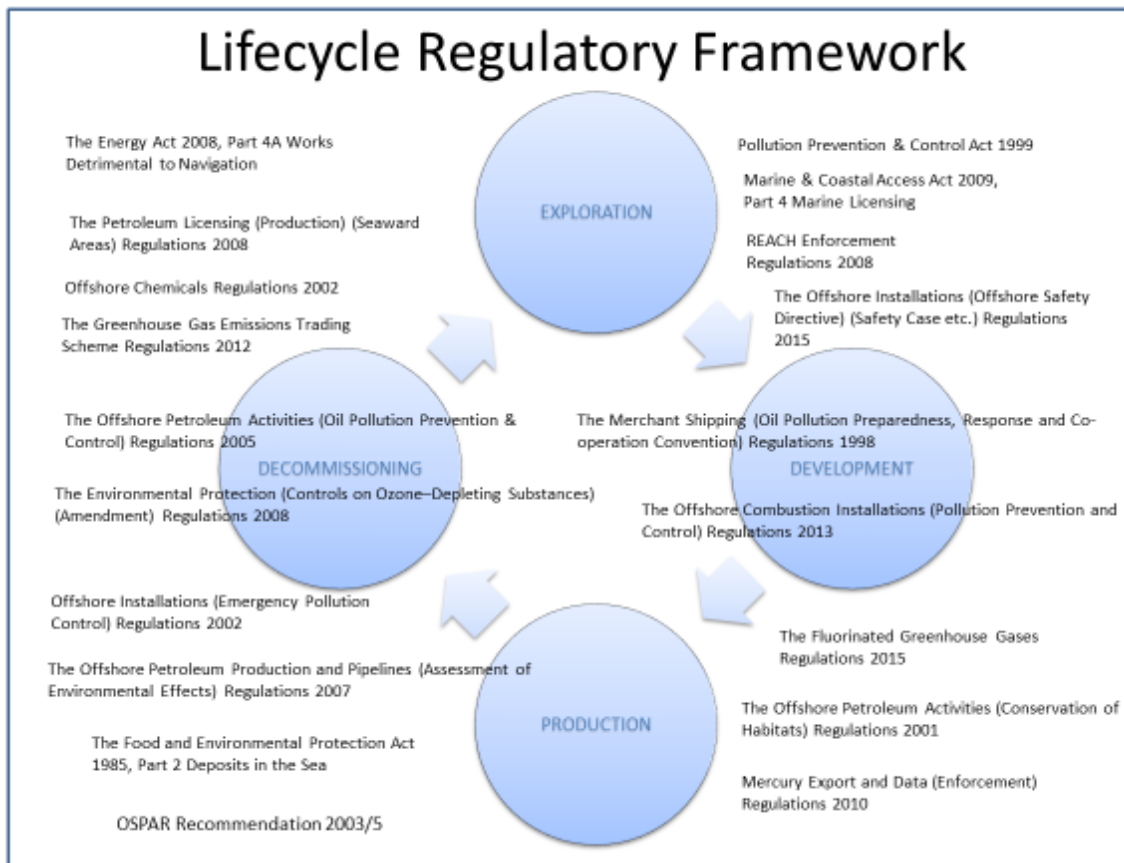 Lifecycle Regulatory Framework
The Energy Act 2008, Part 4A Works
Detrimental to Navigation
The Petroleum Licensing (Production) (Seaward
Areas) Regulations 2008
Offshore Chemicals Regulations 2002
The Greenhouse Gas Emissions Trading
Scheme Regulations 2012
EXPLORATION
Pollution Prevention & Control Act 1999
Marine & Coastal Access Act 2009,
Part 4 Marine Licensing
REACH Enforcement
Regulations 2008
The Offshore Installations (Offshore Safety
Directive) (Safety Case etc.) Regulations
2015
The Offshore Petroleum Activities (Oil Pollution Prevention &
Control) Regulations 2005
DECOMMISSIONING
The Environmental Protection (Controls on Ozone–Depleting Substances)
(Amendment) Regulations 2008
The Merchant Shipping (Oil Pollution Preparedness, Response and Co-
operation Convention) Regulations 1998
DEVELOPMENT
The Offshore Combustion Installations (Pollution Prevention and
Control) Regulations 2013
Offshore Installations (Emergency Pollution
Control) Regulations 2002
The Offshore Petroleum Production and Pipelines (Assessment of
Environmental Effects) Regulations 2007
The Food and Environmental Protection Act
1985, Part 2 Deposits in the Sea
OSPAR Recommendation 2003/5
PRODUCTION
The Fluorinated Greenhouse Gases
Regulations 2015
The Offshore Petroleum Activities (Conservation of
Habitats) Regulations 2001
Mercury Export and Data (Enforcement)
Regulations 2010